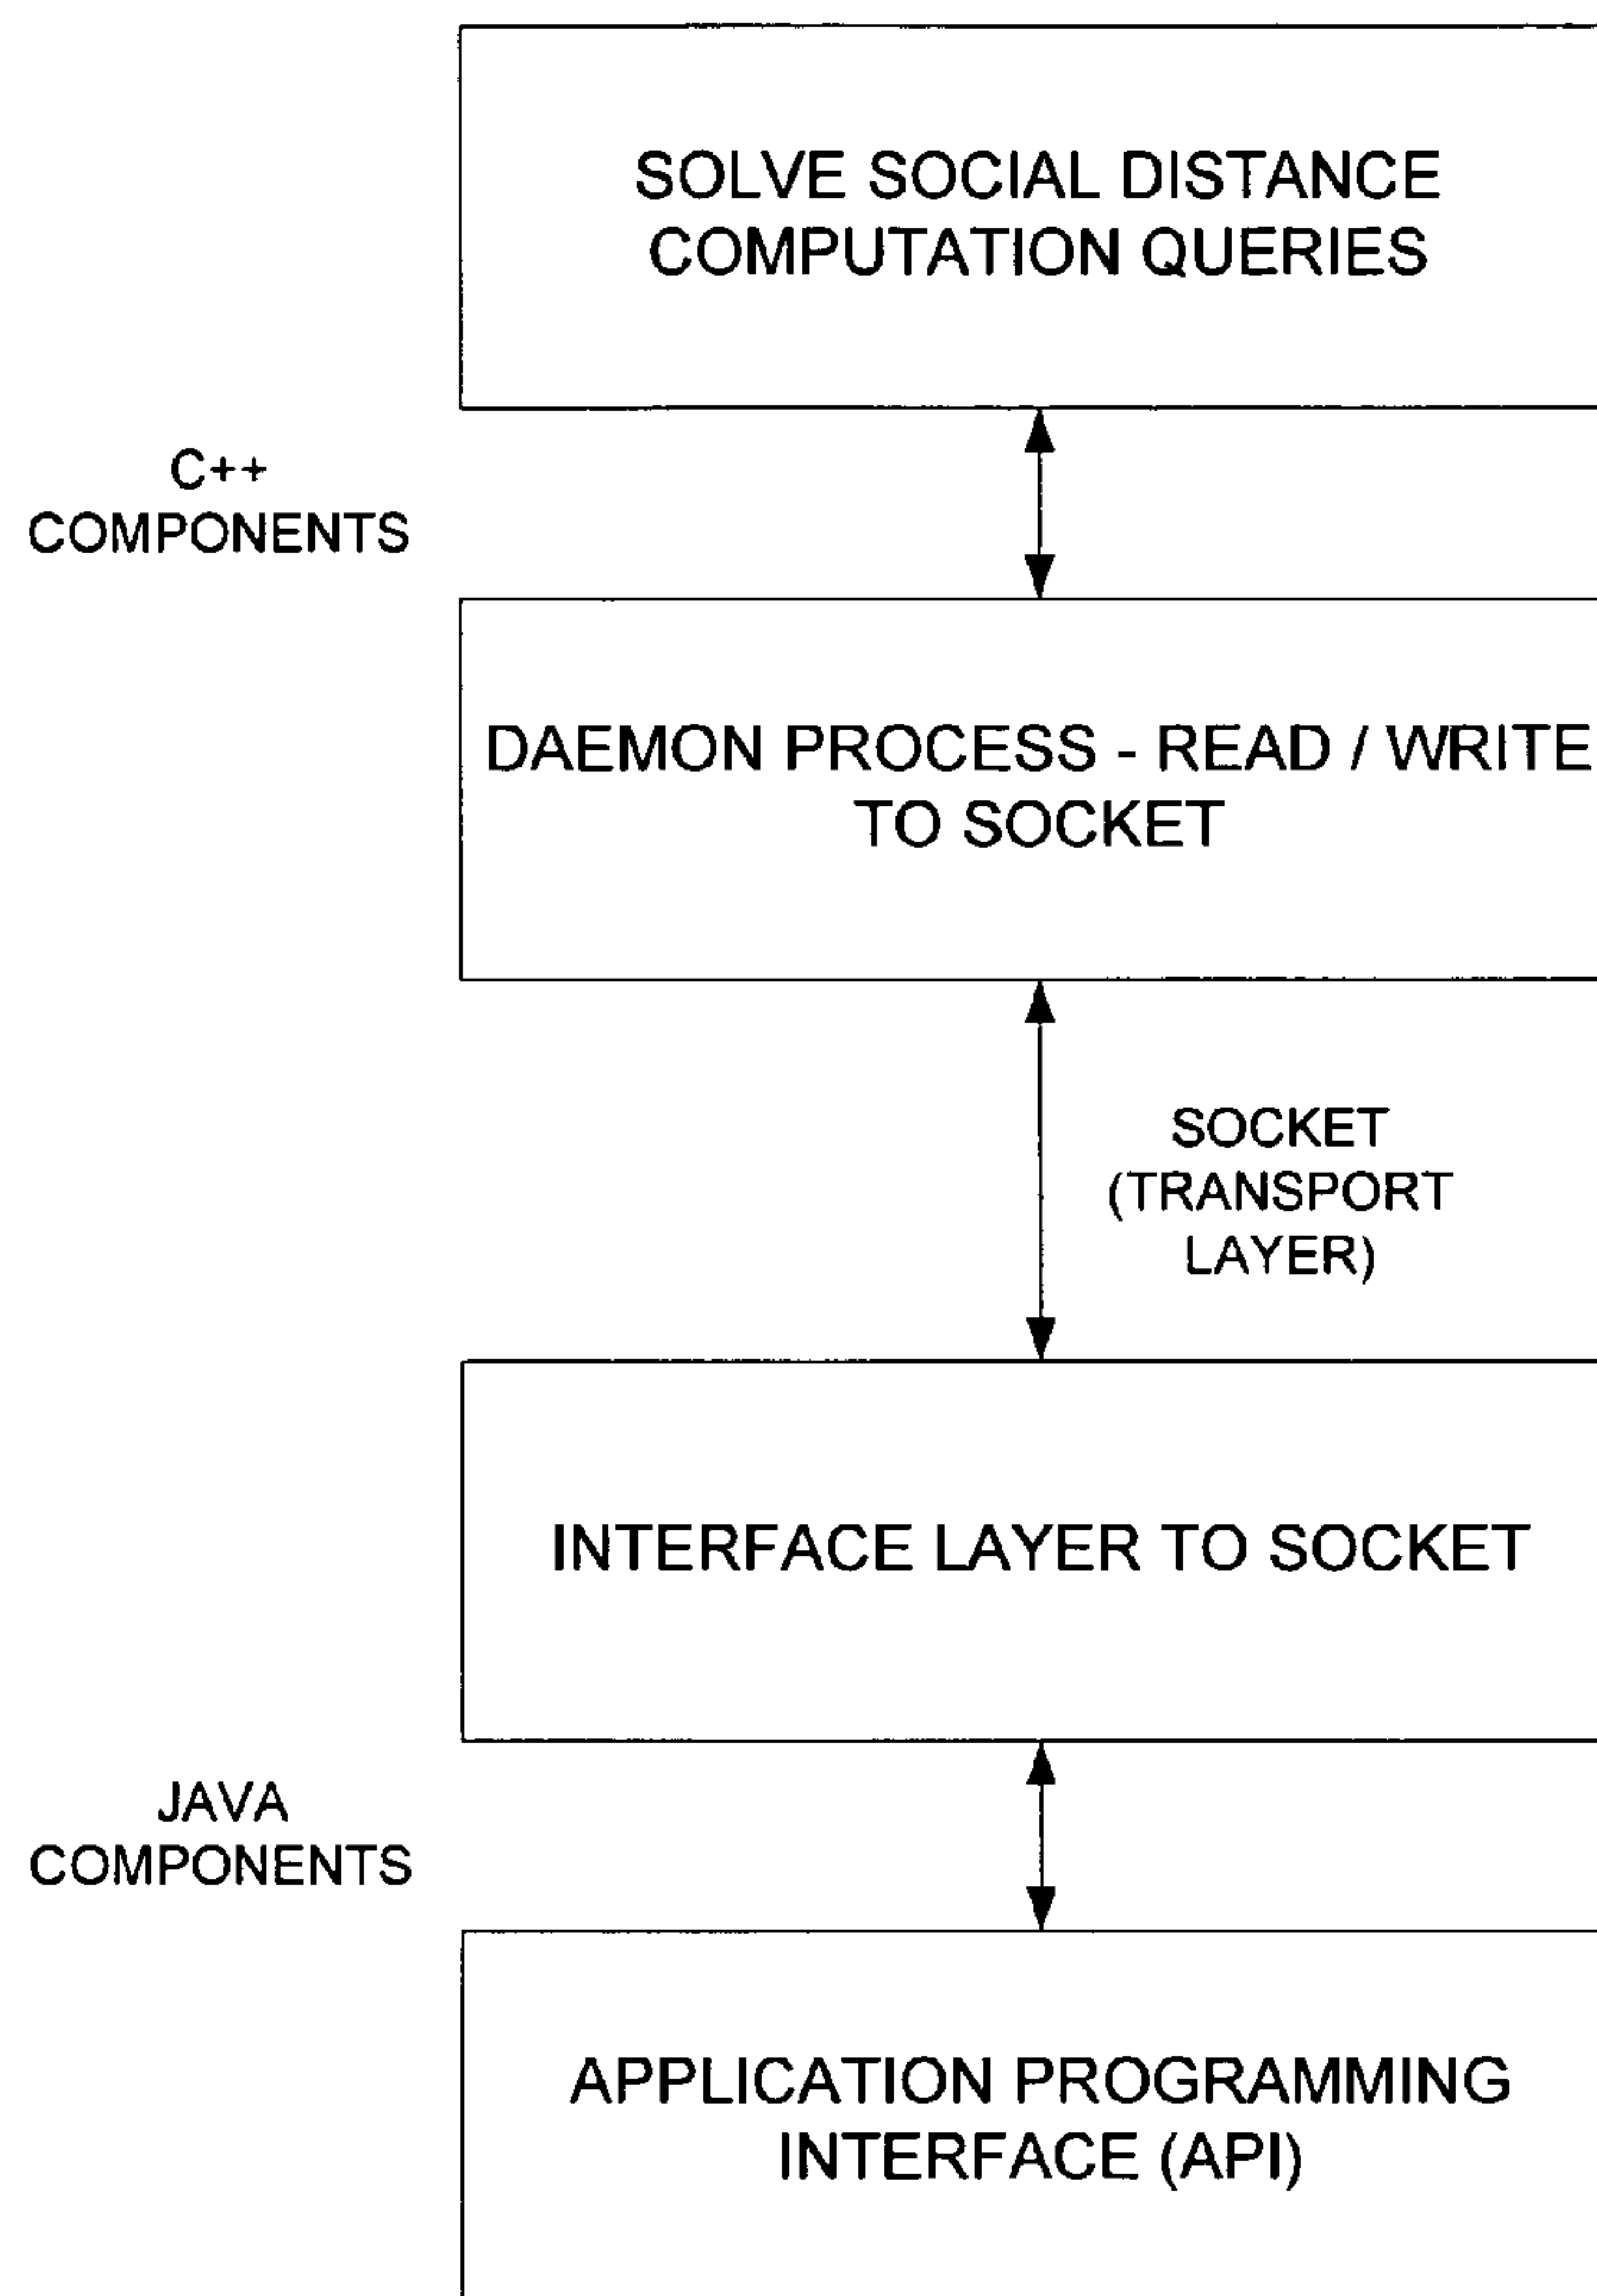 SOLVE SOCIAL DISTANCE
COMPUTATION QUERIES
C++
COMPONENTS
DAEMON PROCESS - READ / WRITE
TO SOCKET
SOCKET
(TRANSPORT
LAYER)
INTERFACE LAYER TO SOCKET
JAVA
COMPONENTS
APPLICATION PROGRAMMING
INTERFACE (API)